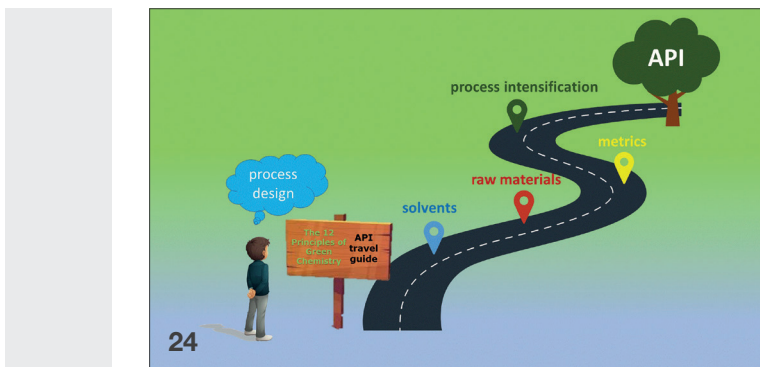 API
process intensification
metrics
raw materials
solvents
process
design
The 12
Principles of
Green
Chemistry
API
travel
guide
24